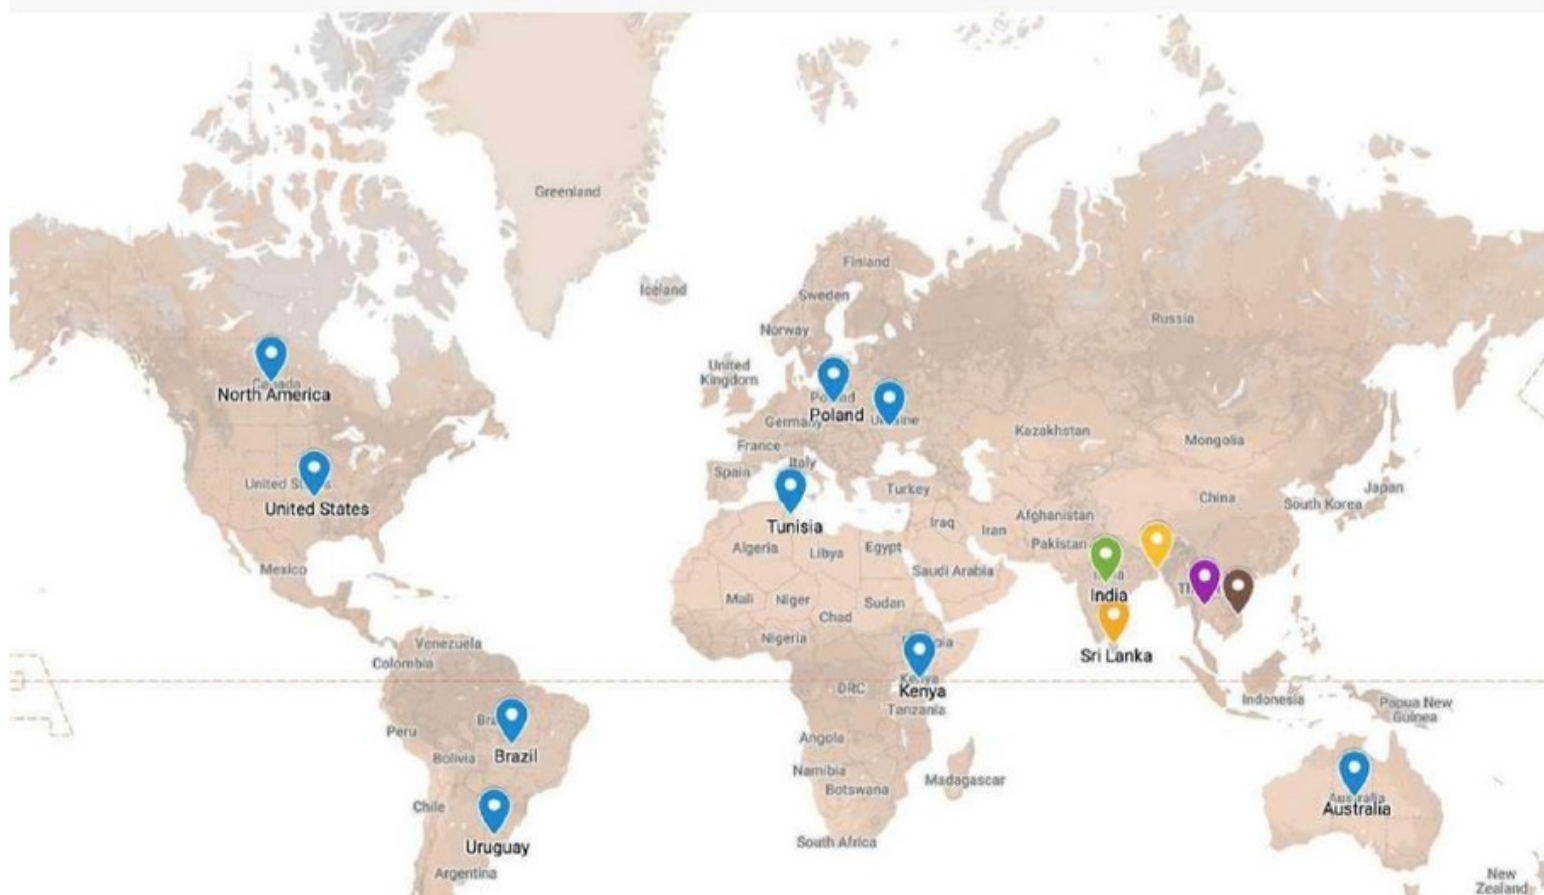 Greenland
Iceland
Finland
Sweden
Norway
Russia
United
Kingdom
North America
Poland
Germany
France
Italy
Spain
Turkey
Kazakhstan
Mongolia
United States
China
South Korea
Japan
Tunisia
Afghanistan
Iraq
Iran
Pakistan
Algeria
Libya
Egypt
Saudi Arabia
India
Mexico
Mali
Niger
Chad
Sudan
Nigeria
Venezuela
Colombia
Sri Lanka
DRC
Kenya
Tanzania
Indonesia
Papua New
Guinea
Peru
Brazil
Bolivia
Angola
Namibia
Botswana
Madagascar
Chile
Uruguay
Australia
South Africa
Argentina
New
Zealand